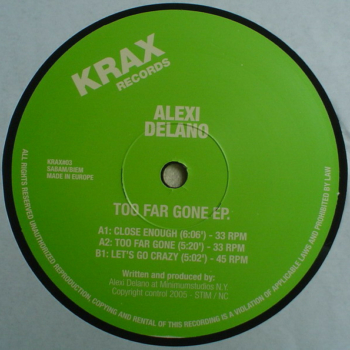 KRAX
RECORDS
ALEXI
DELANO
KRAX#03
SABAM/BIEM
MADE IN EUROPE
TOO FAR GONE EP.
A1: CLOSE ENOUGH (6:06') - 33 RPM
A2: TOO FAR GONE (5:20') - 33 RPM
B1: LET'S GO CRAZY (5:02') - 45 RPM
Written and produced by:
Alexi Delano at Minimumstudios N.Y.
Copyright control 2005 - STIM / NCB
ALL RIGHTS RESERVED UNAUTHORIZED REPRODUCTION, COPYING AND RENTAL OF THIS RECORDING IS A VIOLATION OF APPLICABLE LAWS AND PROHIBITED BY LAW